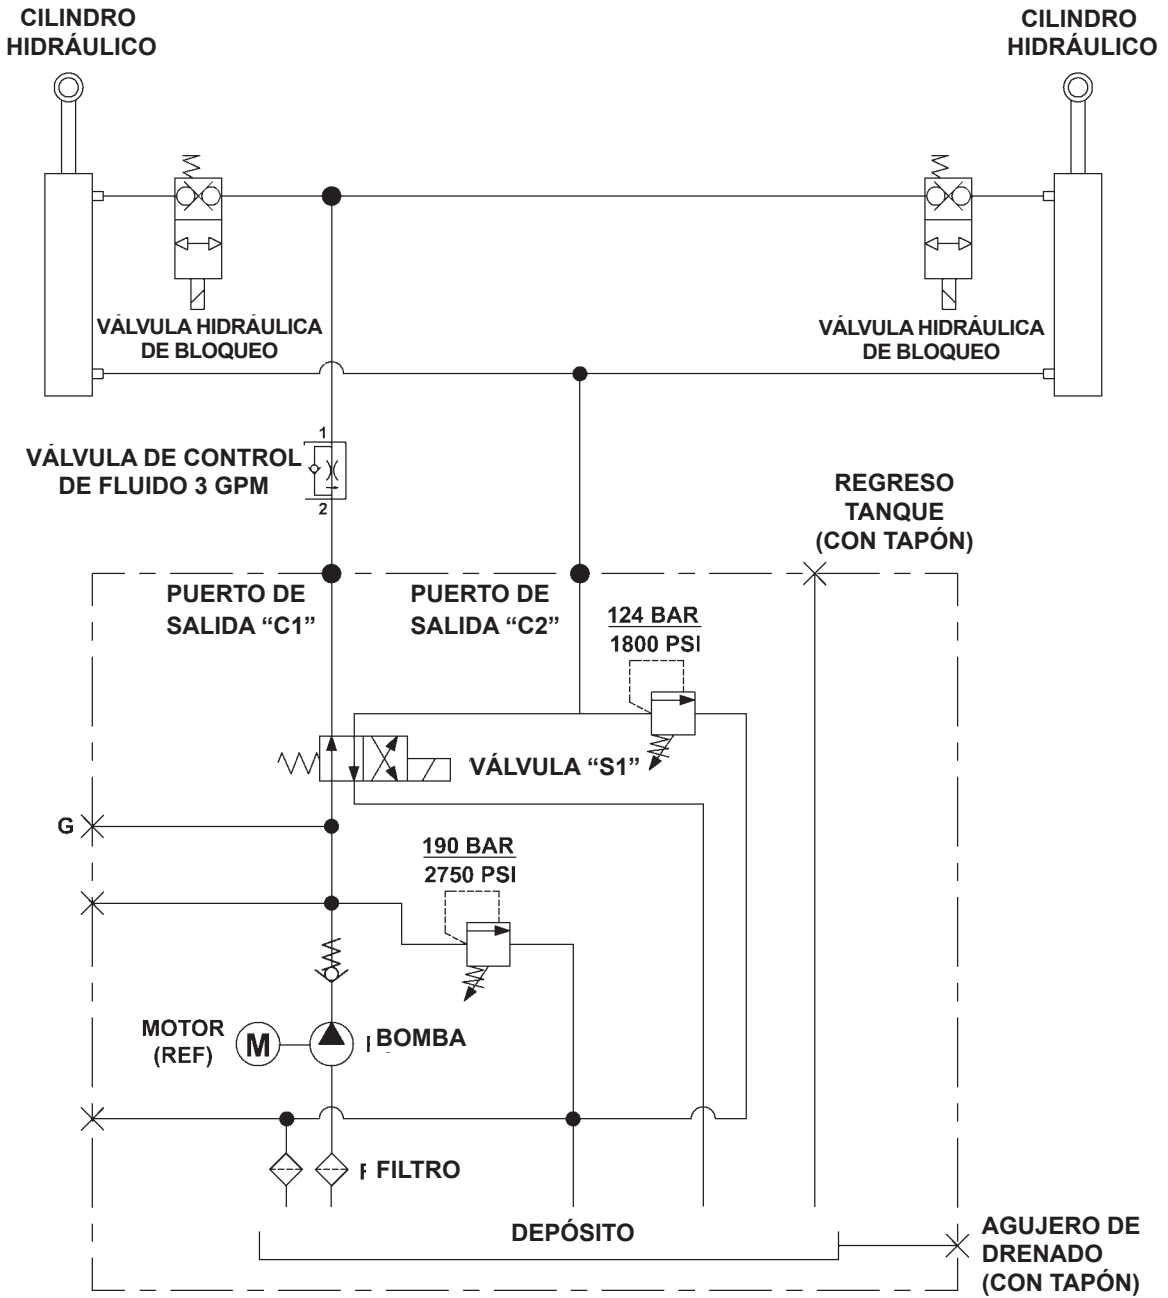 CILINDRO
HIDRÁULICO
CILINDRO
HIDRÁULICO
VÁLVULA HIDRÁULICA
DE BLOQUEO
VÁLVULA HIDRÁULICA
DE BLOQUEO
1
VÁLVULA DE CONTROL
DE FLUIDO 3 GPM
2
REGRESO
TANQUE
(CON TAPÓN)
PUERTO DE
SALIDA “C1”
PUERTO DE
SALIDA “C2”
124 BAR
1800 PSI
VÁLVULA “S1”
G
190 BAR
2750 PSI
MOTOR
(REF)
M
BOMBA
FILTRO
DEPÓSITO
AGUJERO DE
DRENADO
(CON TAPÓN)